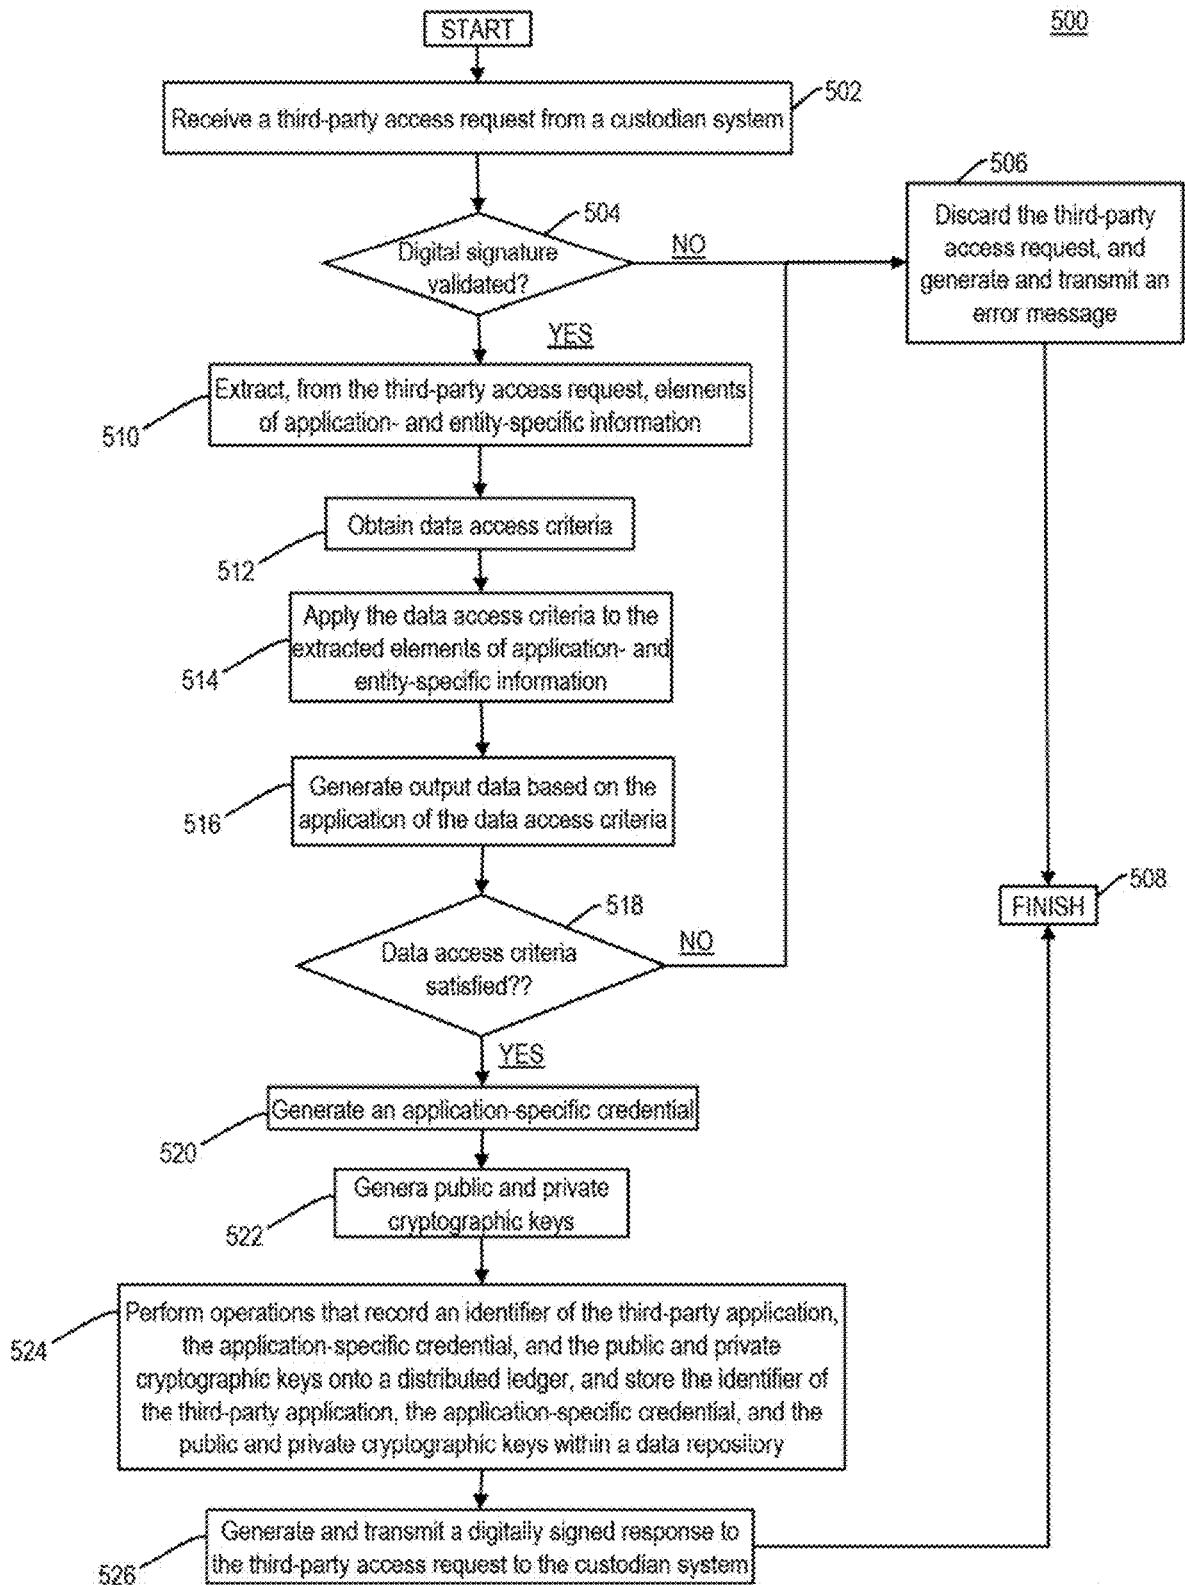 START
500
502
Receive a third-party access request from a custodian system
504
Digital signature
validated?
NO
YES
506
Discard the third-party
access request, and
generate and transmit an
error message
510
Extract, from the third-party access request, elements
of application- and entity-specific information
512
Obtain data access criteria
514
Apply the data access criteria to the
extracted elements of application- and
entity-specific information
516
Generate output data based on the
application of the data access criteria
518
Data access criteria
satisfied??
NO
YES
508
FINISH
520
Generate an application-specific credential
522
Genera public and private
cryptographic keys
524
Perform operations that record an identifier of the third-party application,
the application-specific credential, and the public and private
cryptographic keys onto a distributed ledger, and store the identifier of
the third-party application, the application-specific credential, and the
public and private cryptographic keys within a data repository
526
Generate and transmit a digitally signed response to
the third-party access request to the custodian system